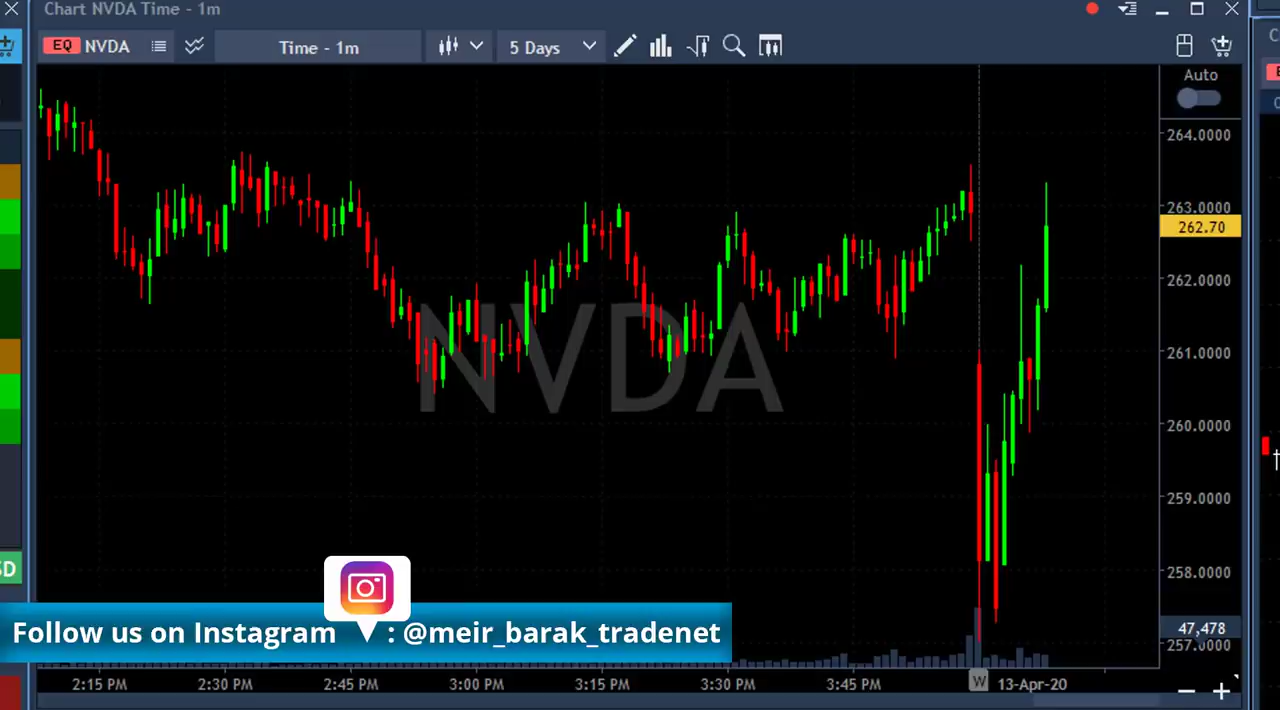 Chart NVDA Time - 1m
EQ NVDA
Time - 1m
5 Days
Auto
264.0000
263.0000
262.70
262.0000
261.0000
260.0000
259.0000
258.0000
47,478
257.0000
NVDA
SD
Follow us on Instagram : @meir_barak_tradenet
2:15 PM 2:30 PM 2:45 PM 3:00 PM 3:15 PM 3:30 PM 3:45 PM W 13-Apr-20